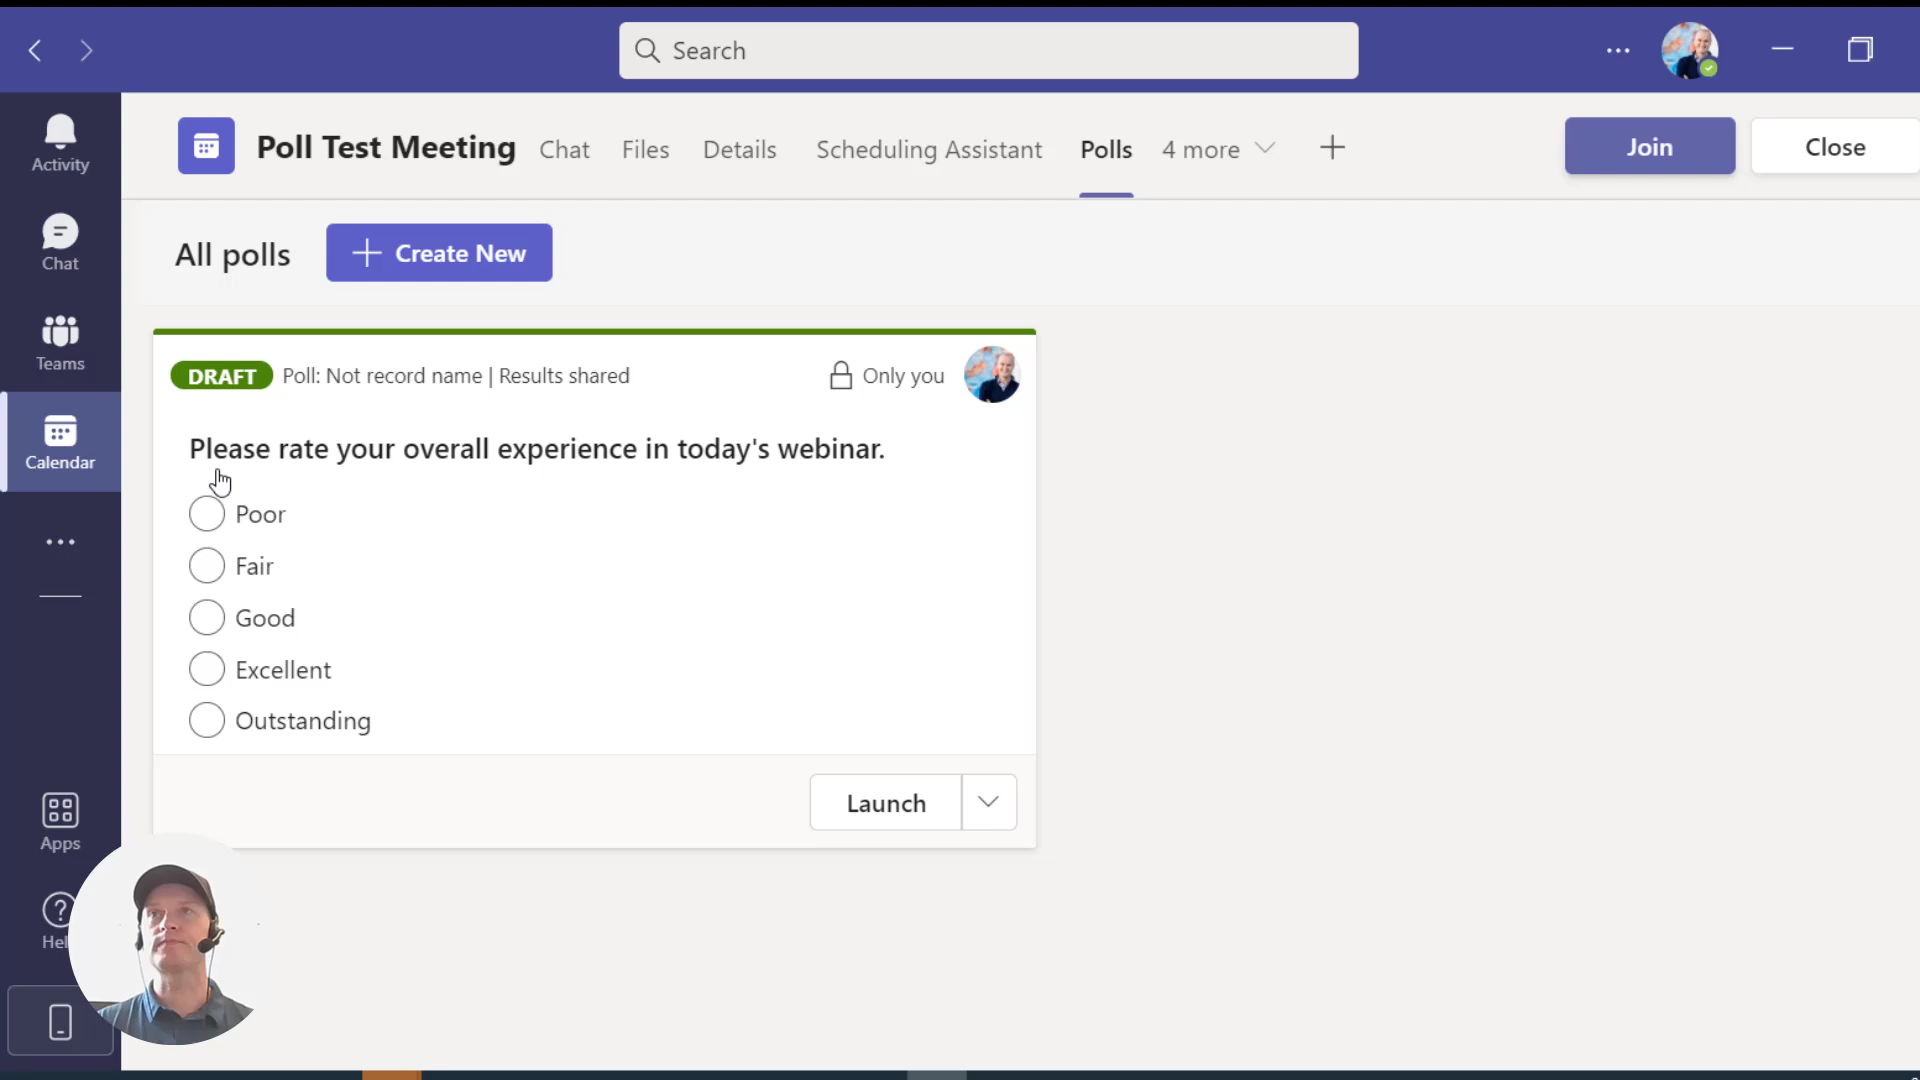 Search
Activity
Chat
Teams
Calendar
Apps
Hel
Poll Test Meeting
Chat
Files
Details
Scheduling Assistant
Polls
4 more
Join
Close
All polls
Create New
DRAFT
Poll: Not record name | Results shared
Only you
Please rate your overall experience in today's webinar.
Poor
Fair
Good
Excellent
Outstanding
Launch